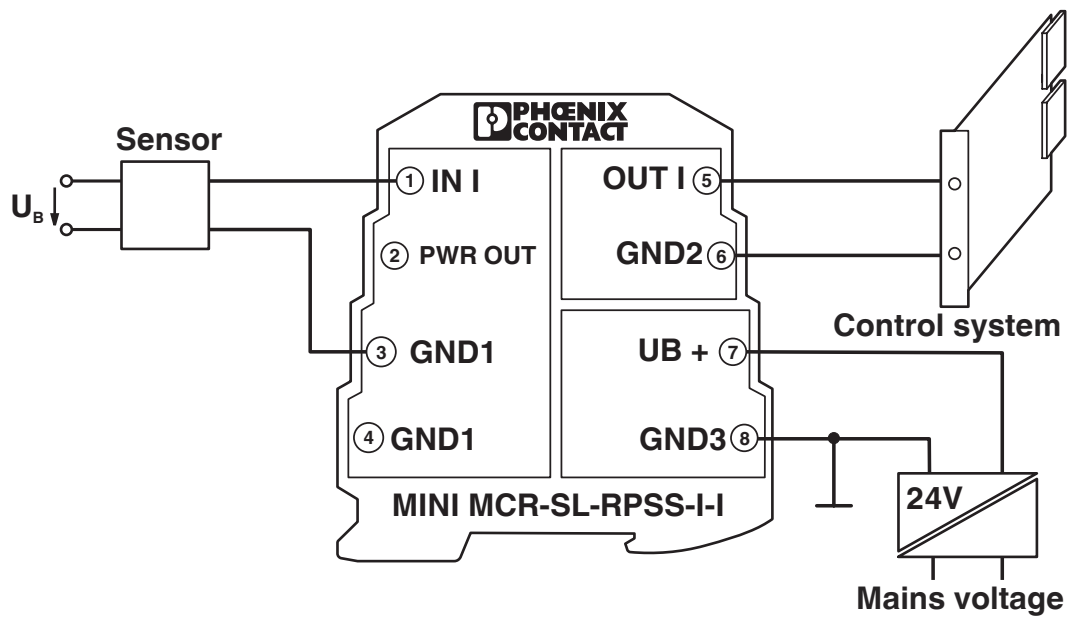 PHŒNIX
CONTACT
Sensor
U_B
1 IN I
OUT I 5
2 PWR OUT
GND2 6
Control system
3 GND1
UB + 7
4 GND1
GND3 8
24V
MINI MCR-SL-RPSS-I-I
Mains voltage